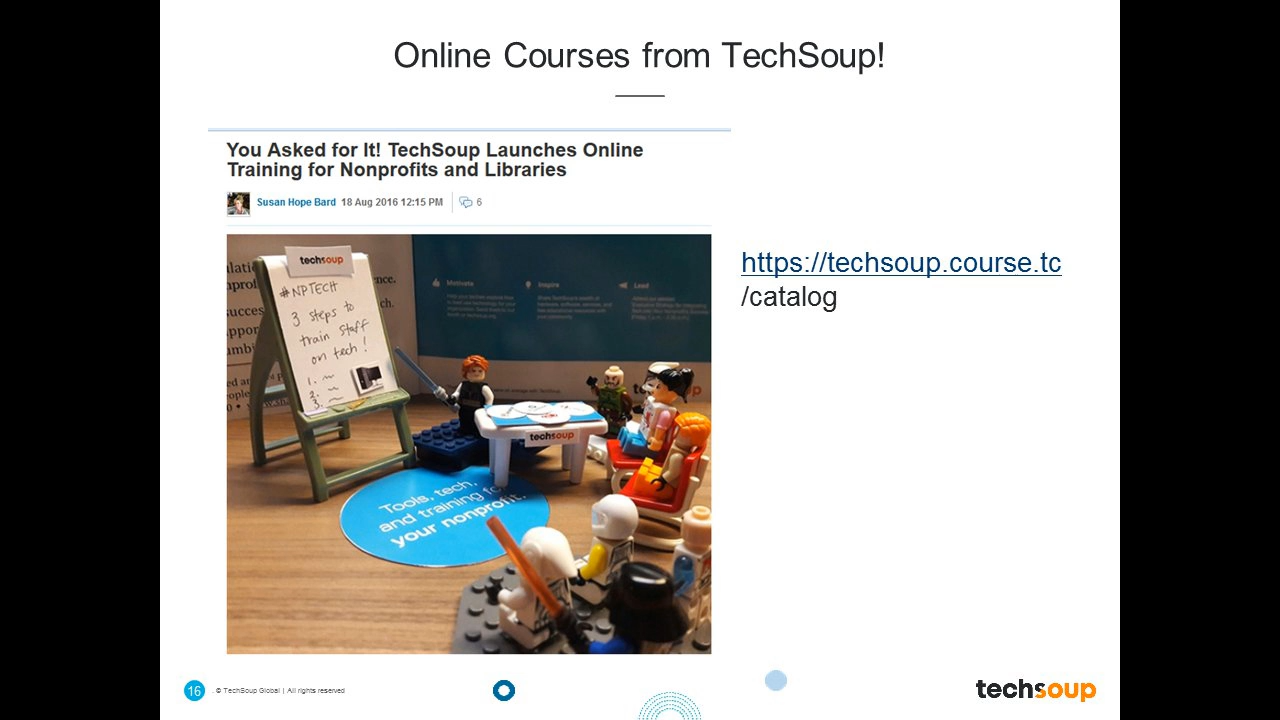 Online Courses from TechSoup!
You Asked for It! TechSoup Launches Online
Training for Nonprofits and Libraries
Susan Hope Bard 18 Aug 2016 12:15 PM 6
https://techsoup.course.tc
/catalog
techsoup
#NPTECH
3 steps to
train staff
on tech!
1. ~
2. ~
3. ~
Motivate
Inspire
Lead
techsoup
Tools, tech,
and training for
your nonprofit.
16 . © TechSoup Global | All rights reserved
techsoup